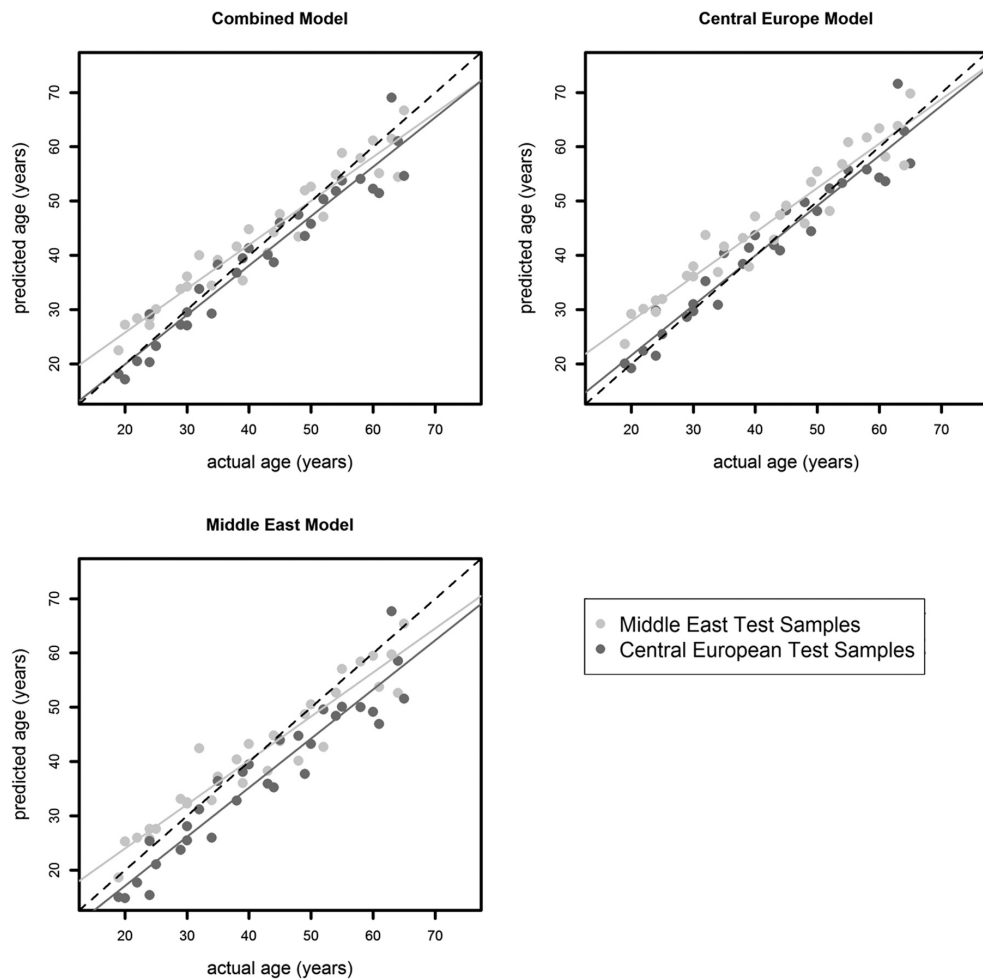 Combined Model
predicted age (years)
70
60
50
40
30
20
20 30 40 50 60 70
actual age (years)
Central Europe Model
predicted age (years)
70
60
50
40
30
20
20 30 40 50 60 70
actual age (years)
Middle East Model
predicted age (years)
70
60
50
40
30
20
20 30 40 50 60 70
actual age (years)
Middle East Test Samples
Central European Test Samples